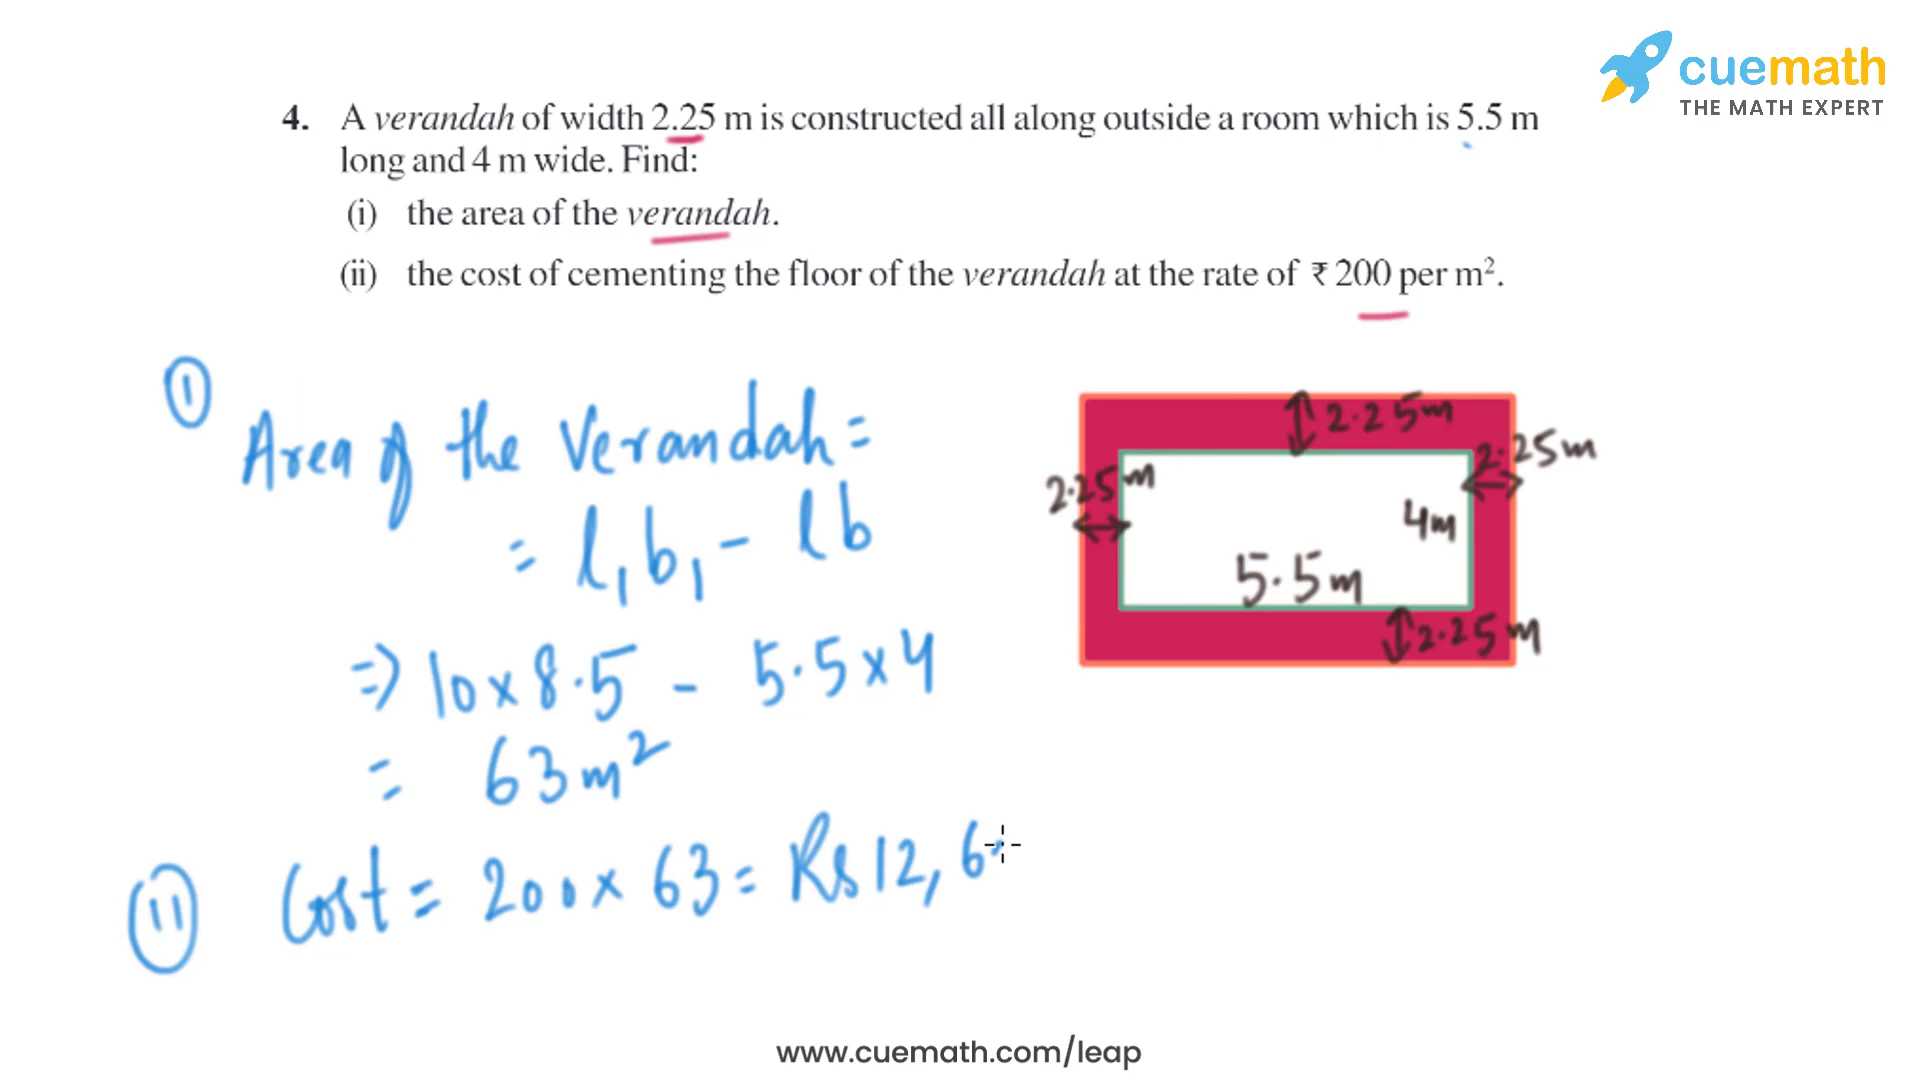 cuemath
THE MATH EXPERT
4. A verandah of width 2.25 m is constructed all along outside a room which is 5.5 m
long and 4 m wide. Find:
(i) the area of the verandah.
(ii) the cost of cementing the floor of the verandah at the rate of ₹ 200 per m².
(I)
Area of the Verandah =
= l₁b₁ - lb
⇒ 10 x 8.5 - 5.5 x 4
= 63 m²
(II) Cost = 200 x 63 = Rs 12, 6
2.25m
2.25m
2.25m
4m
5.5m
2.25m
www.cuemath.com/leap